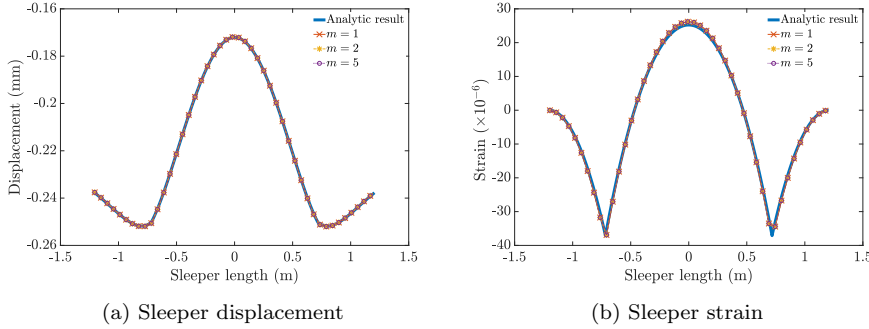 -0.16
-0.18
-0.2
-0.22
-0.24
-0.26
Displacement (mm)
-1.5 -1 -0.5 0 0.5 1 1.5
Sleeper length (m)
Analytic result
m = 1
m = 2
m = 5
(a) Sleeper displacement
30
20
10
0
-10
-20
-30
-40
Strain (×10⁻⁶)
-1.5 -1 -0.5 0 0.5 1 1.5
Sleeper length (m)
Analytic result
m = 1
m = 2
m = 5
(b) Sleeper strain